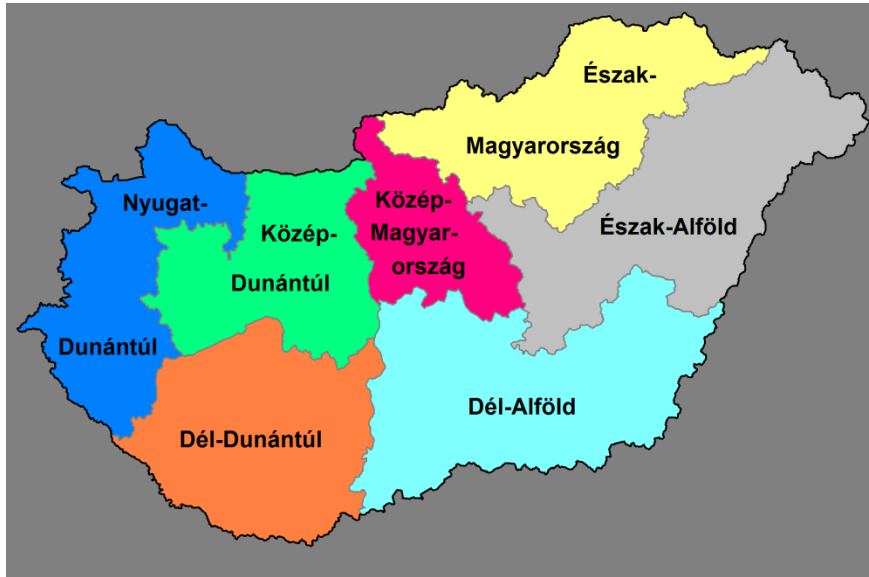 Észak-
Magyarország
Nyugat-
Dunántúl
Közép-
Dunántúl
Közép-
Magyar-
ország
Észak-Alföld
Dél-Dunántúl
Dél-Alföld